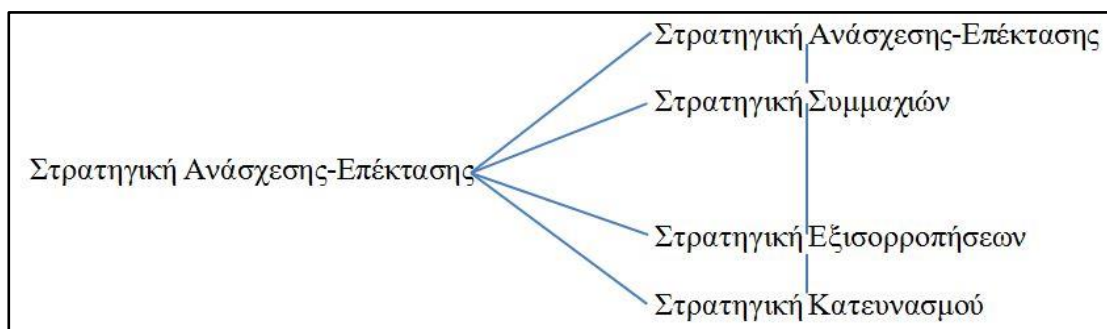 Στρατηγική Ανάσχεσης-Επέκτασης
Στρατηγική Συμμαχιών
Στρατηγική Ανάσχεσης-Επέκτασης
Στρατηγική Εξισορροπήσεων
Στρατηγική Κατευνασμού